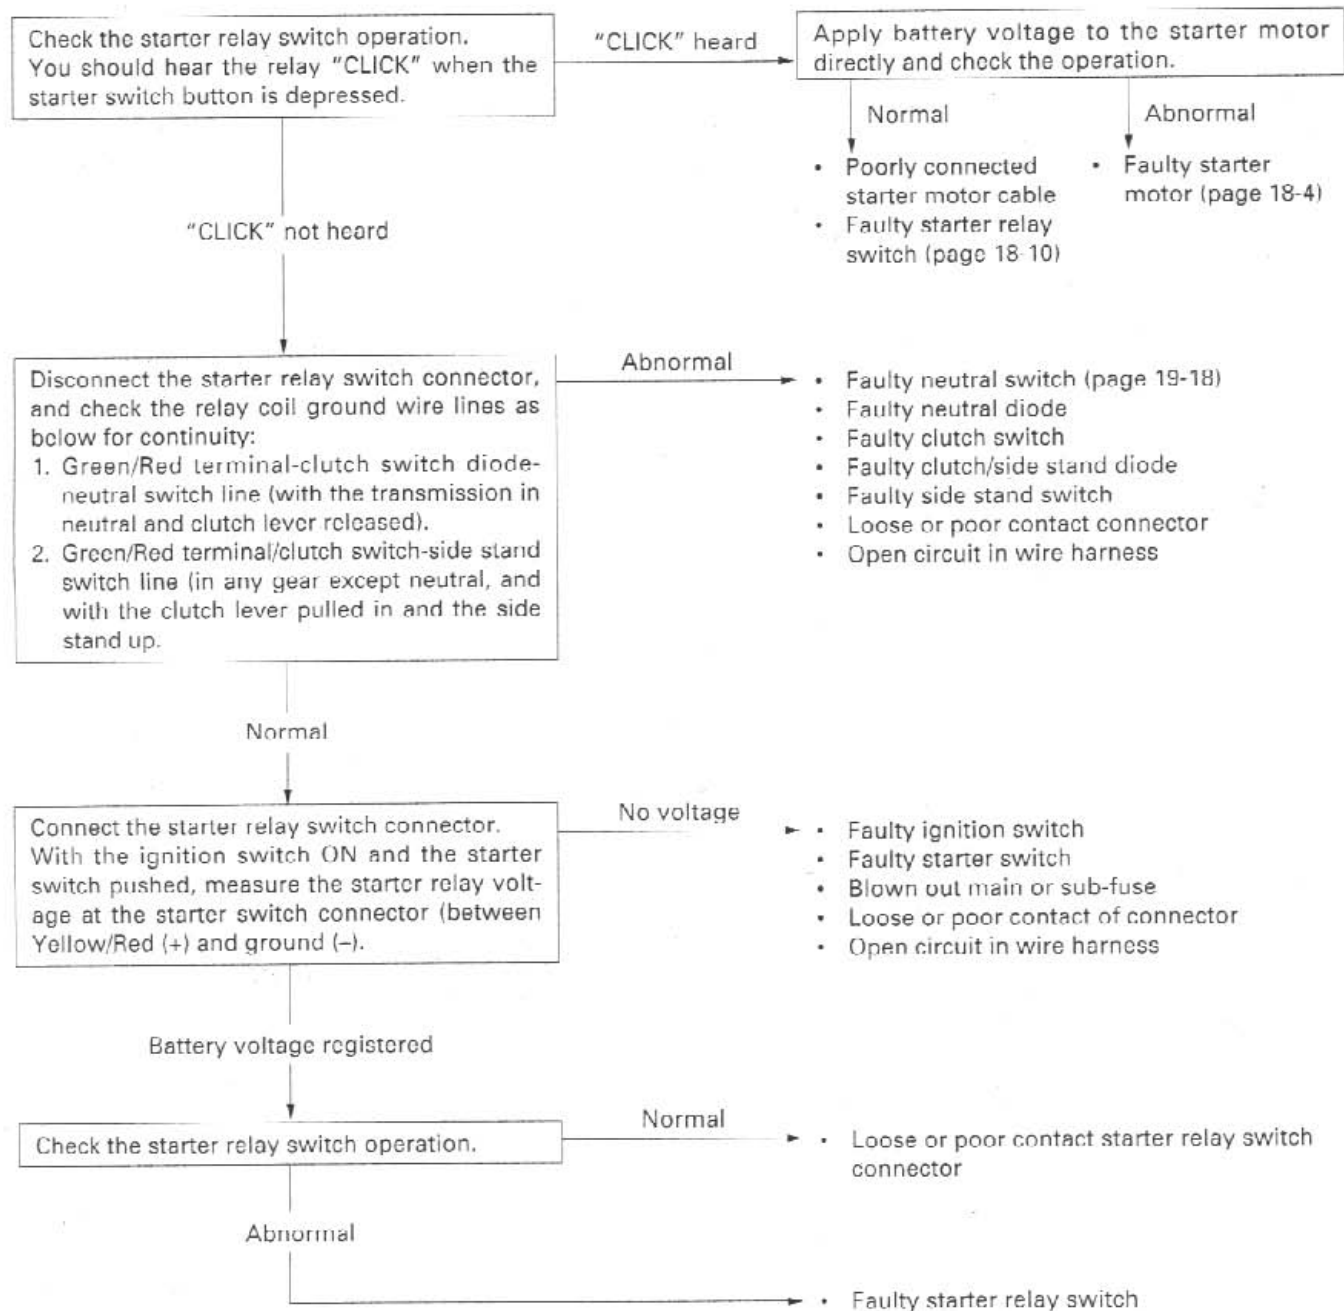 Check the starter relay switch operation.
You should hear the relay "CLICK" when the
starter switch button is depressed.
"CLICK" heard
Apply battery voltage to the starter motor
directly and check the operation.
Normal
Abnormal
• Poorly connected
starter motor cable
• Faulty starter relay
switch (page 18-10)
• Faulty starter
motor (page 18-4)
"CLICK" not heard
Disconnect the starter relay switch connector,
and check the relay coil ground wire lines as
below for continuity:
1. Green/Red terminal-clutch switch diode-
neutral switch line (with the transmission in
neutral and clutch lever released).
2. Green/Red terminal/clutch switch-side stand
switch line (in any gear except neutral, and
with the clutch lever pulled in and the side
stand up.
Abnormal
• Faulty neutral switch (page 19-18)
• Faulty neutral diode
• Faulty clutch switch
• Faulty clutch/side stand diode
• Faulty side stand switch
• Loose or poor contact connector
• Open circuit in wire harness
Normal
Connect the starter relay switch connector.
With the ignition switch ON and the starter
switch pushed, measure the starter relay volt-
age at the starter switch connector (between
Yellow/Red (+) and ground (–).
No voltage
• Faulty ignition switch
• Faulty starter switch
• Blown out main or sub-fuse
• Loose or poor contact of connector
• Open circuit in wire harness
Battery voltage registered
Check the starter relay switch operation.
Normal
• Loose or poor contact starter relay switch
connector
Abnormal
• Faulty starter relay switch